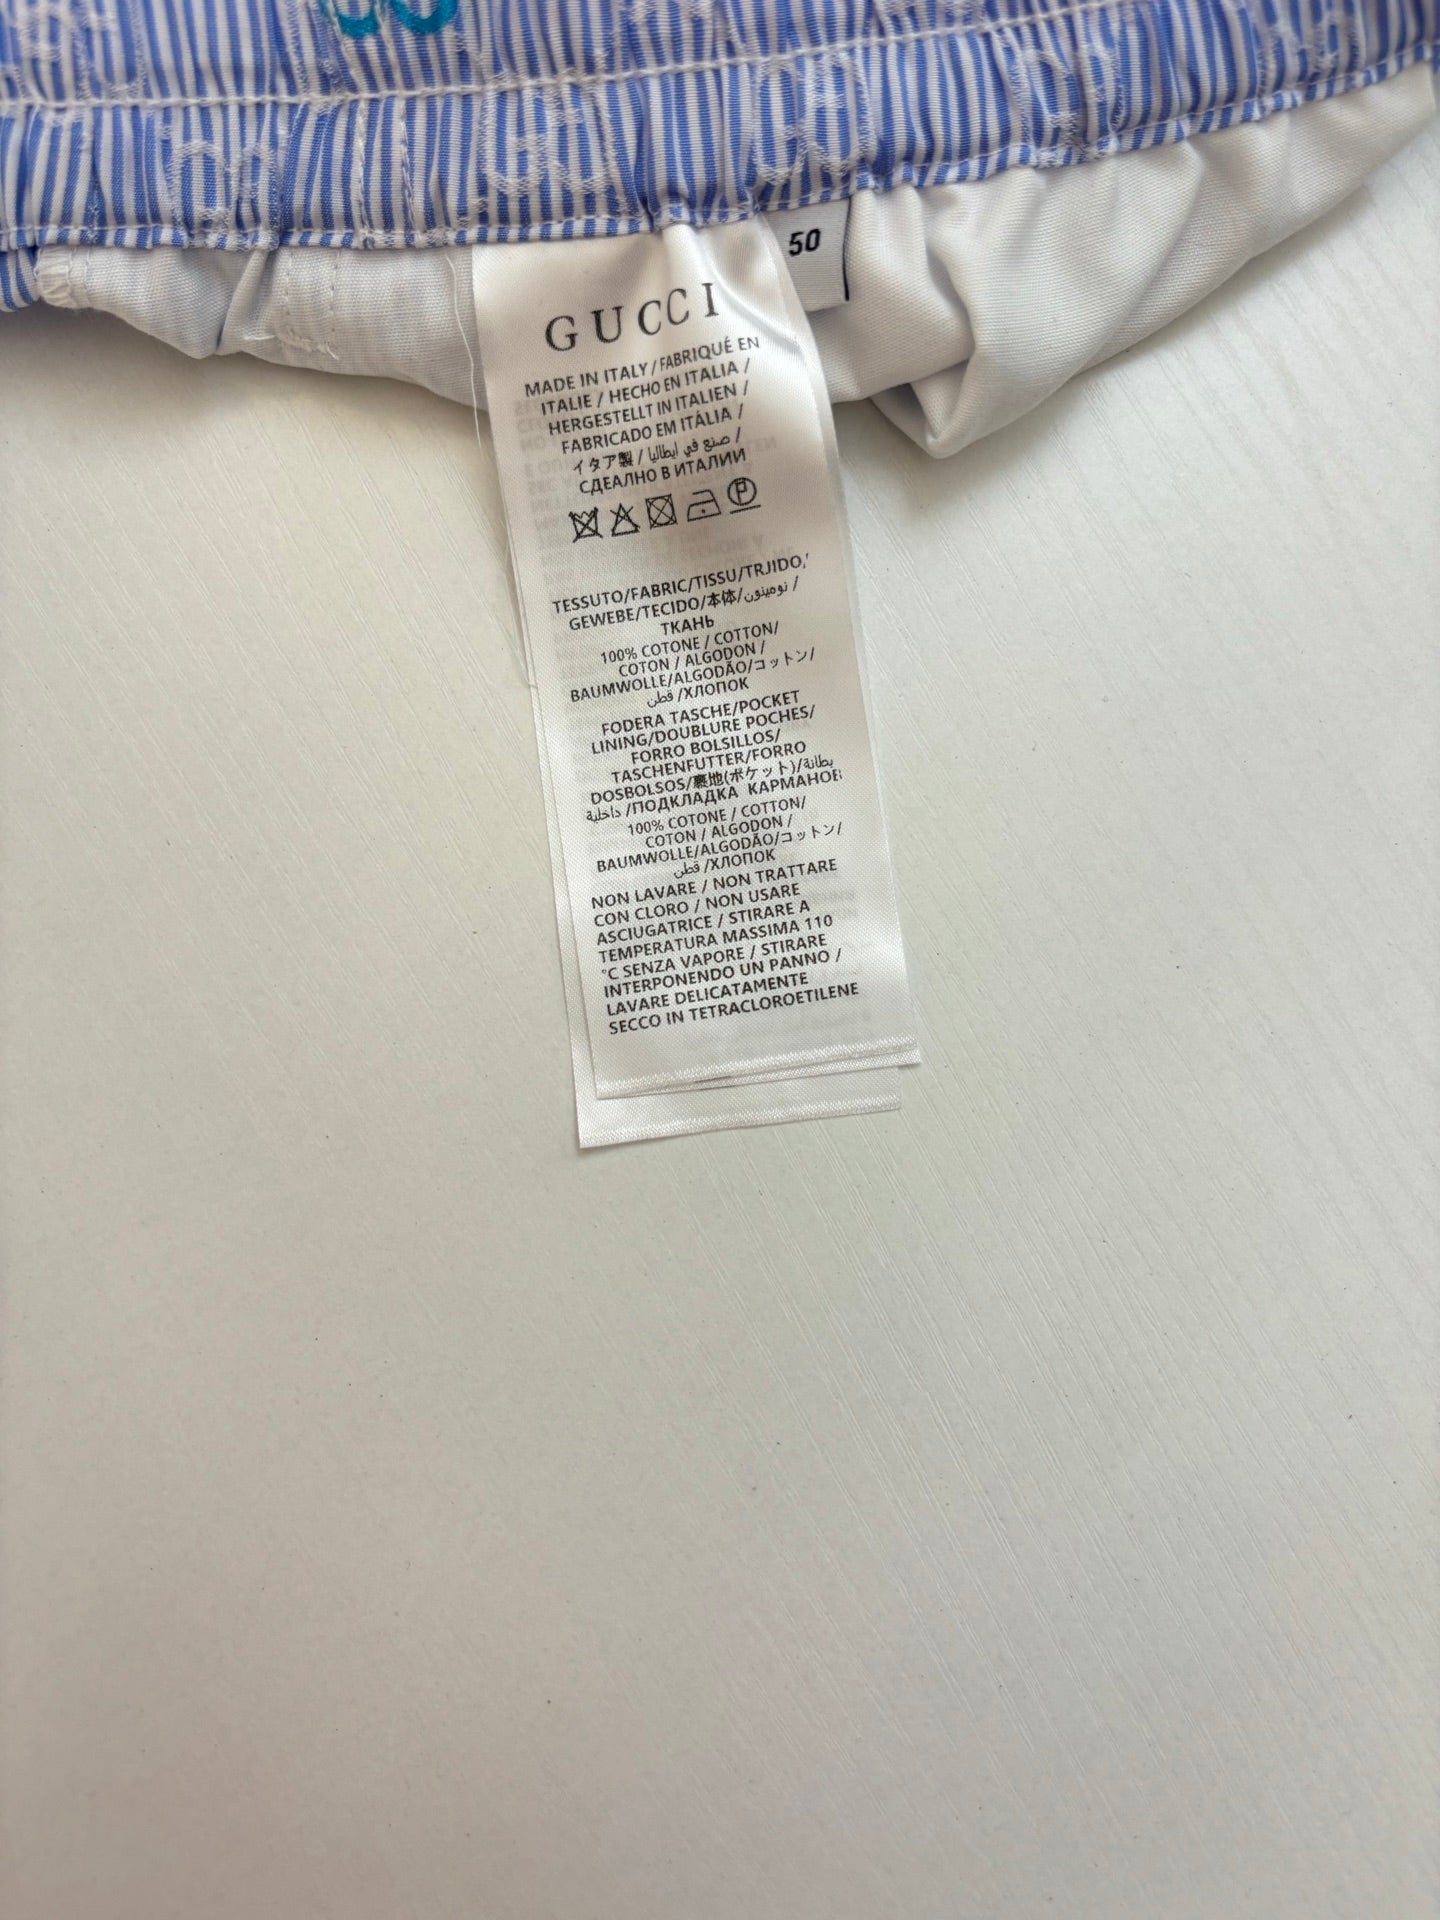 50
GUCCI
MADE IN ITALY / FABRIQUÉ EN
ITALIE / HECHO EN ITALIA /
HERGESTELLT IN ITALIEN /
FABRICADO EM ITÁLIA /
イタア製 / صنع في ايطاليا /
СДЕАЛНО В ИТАЛИИ
P
TESSUTO/FABRIC/TISSU/TRJIDO/
GEWEBE/TECIDO/本体/نومينون /
ТКАНЬ
100% COTONE / COTTON/
COTON / ALGODON /
BAUMWOLLE/ALGODÃO/コットン/
قطن /ХЛОПОК
FODERA TASCHE/POCKET
LINING/DOUBLURE POCHES/
FORRO BOLSILLOS/
TASCHENFUTTER/FORRO
DOSBOLSOS/裏地(ポケット)/بطانة
داخلية /ПОДКЛАДКА КАРМАНОВ
100% COTONE / COTTON/
COTON / ALGODON /
BAUMWOLLE/ALGODÃO/コットン/
قطن /ХЛОПОК
NON LAVARE / NON TRATTARE
CON CLORO / NON USARE
ASCIUGATRICE / STIRARE A
TEMPERATURA MASSIMA 110
°C SENZA VAPORE / STIRARE
INTERPONENDO UN PANNO /
LAVARE DELICATAMENTE
SECCO IN TETRACLOROETILENE